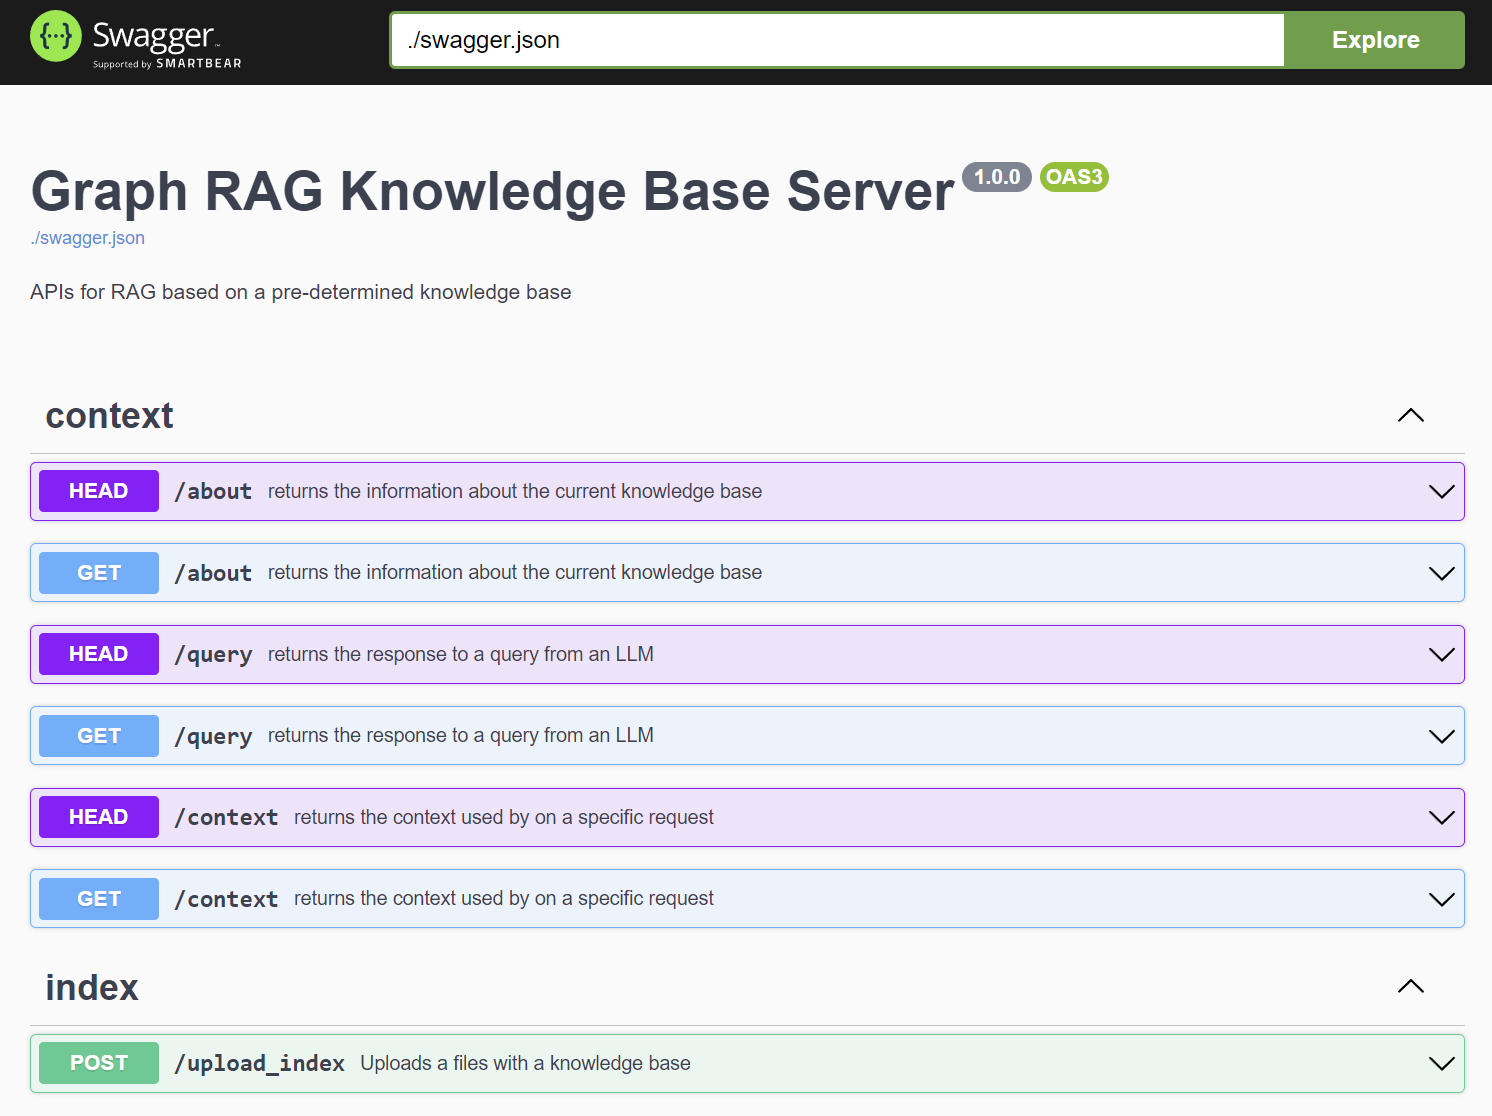 {···} Swagger™
Supported by SMARTBEAR
./swagger.json
Explore
Graph RAG Knowledge Base Server 1.0.0 OAS3
./swagger.json
APIs for RAG based on a pre-determined knowledge base
context
HEAD /about returns the information about the current knowledge base
GET /about returns the information about the current knowledge base
HEAD /query returns the response to a query from an LLM
GET /query returns the response to a query from an LLM
HEAD /context returns the context used by on a specific request
GET /context returns the context used by on a specific request
index
POST /upload_index Uploads a files with a knowledge base